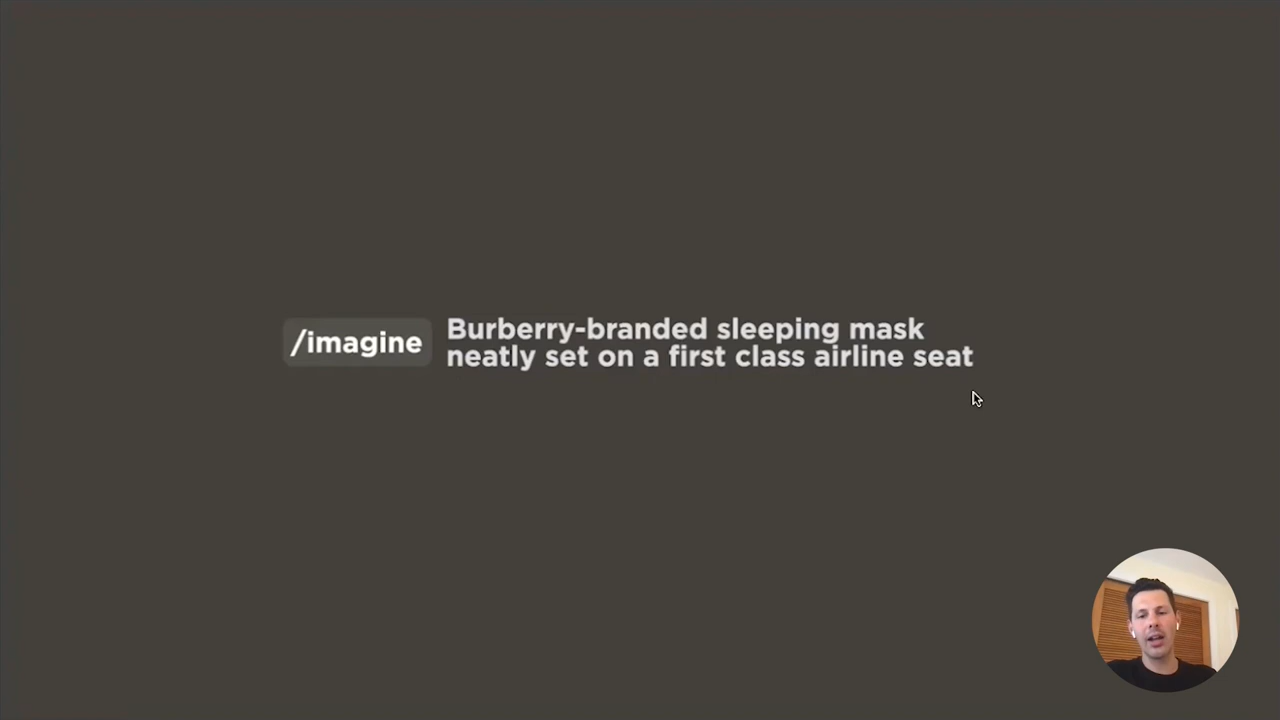 /imagine
Burberry-branded sleeping mask
neatly set on a first class airline seat